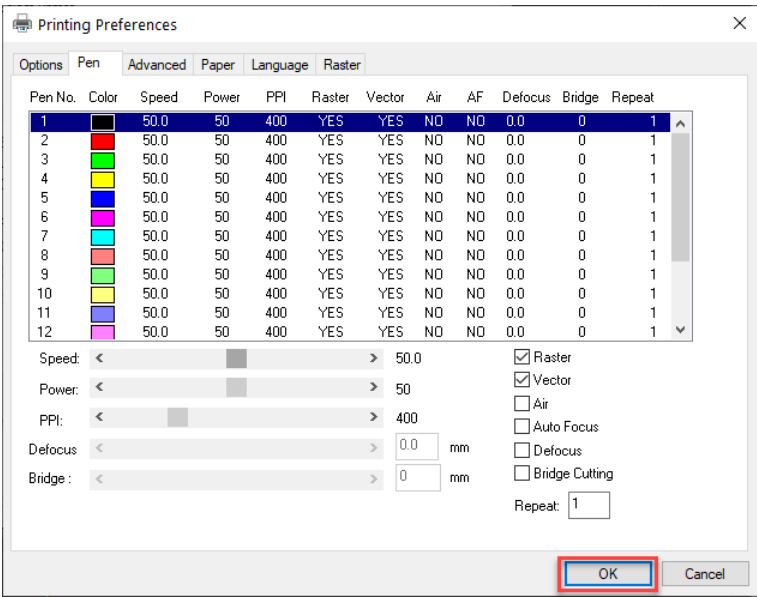 Printing Preferences
Options Pen Advanced Paper Language Raster
Pen No. Color Speed Power PPI Raster Vector Air AF Defocus Bridge Repeat
1 50.0 50 400 YES YES NO NO 0.0 0 1
2 50.0 50 400 YES YES NO NO 0.0 0 1
3 50.0 50 400 YES YES NO NO 0.0 0 1
4 50.0 50 400 YES YES NO NO 0.0 0 1
5 50.0 50 400 YES YES NO NO 0.0 0 1
6 50.0 50 400 YES YES NO NO 0.0 0 1
7 50.0 50 400 YES YES NO NO 0.0 0 1
8 50.0 50 400 YES YES NO NO 0.0 0 1
9 50.0 50 400 YES YES NO NO 0.0 0 1
10 50.0 50 400 YES YES NO NO 0.0 0 1
11 50.0 50 400 YES YES NO NO 0.0 0 1
12 50.0 50 400 YES YES NO NO 0.0 0 1
Speed: 50.0
Power: 50
PPI: 400
Defocus 0.0 mm
Bridge : 0 mm
Raster
Vector
Air
Auto Focus
Defocus
Bridge Cutting
Repeat: 1
OK Cancel